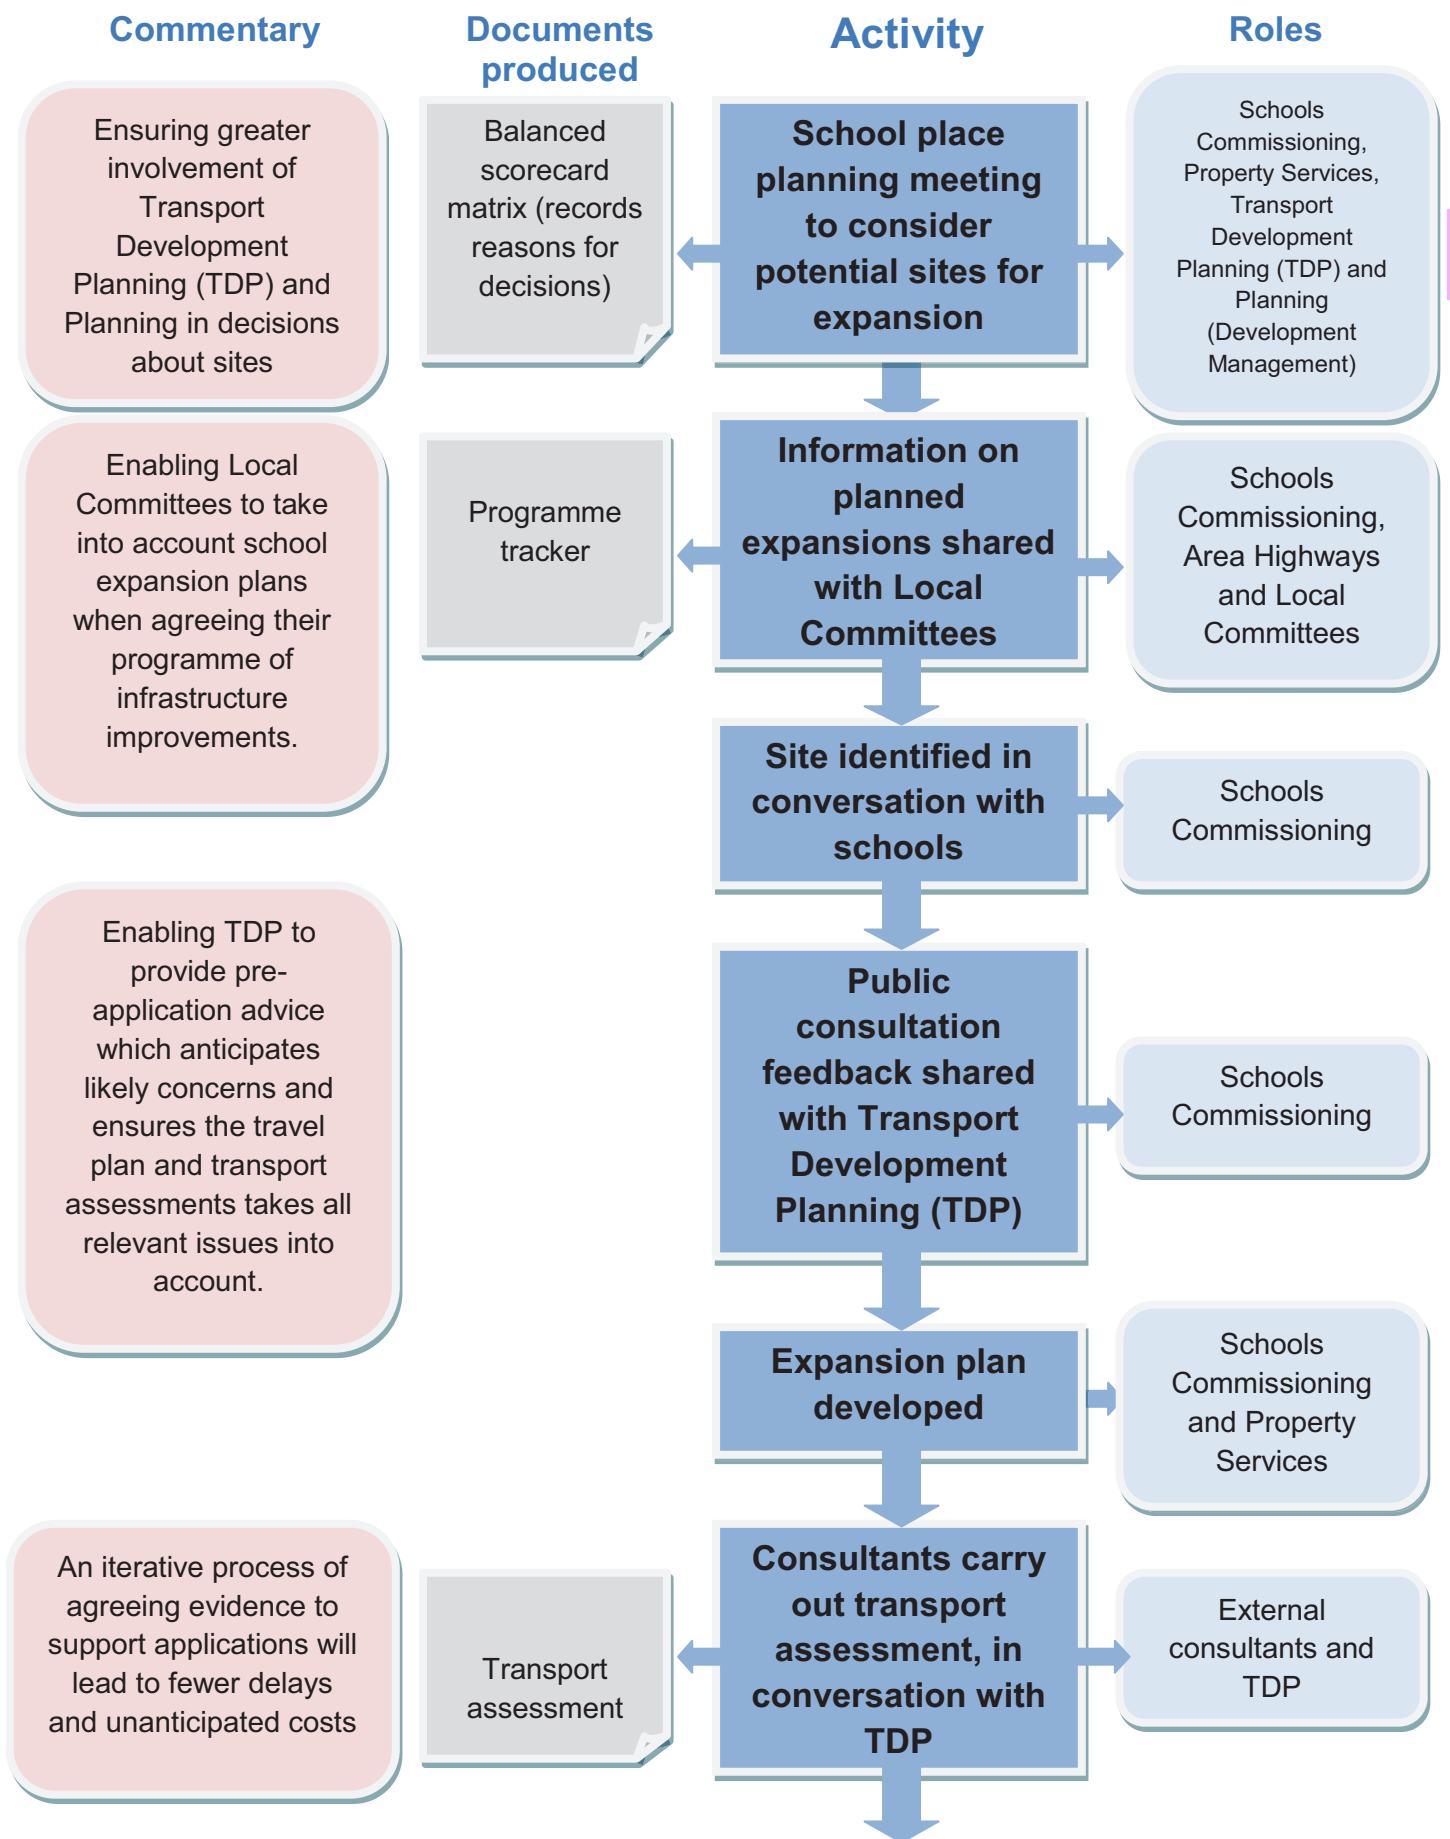 Commentary
Documents
produced
Activity
Roles
Ensuring greater
involvement of
Transport
Development
Planning (TDP) and
Planning in decisions
about sites
Balanced
scorecard
matrix (records
reasons for
decisions)
School place
planning meeting
to consider
potential sites for
expansion
Schools
Commissioning,
Property Services,
Transport
Development
Planning (TDP) and
Planning
(Development
Management)
Enabling Local
Committees to take
into account school
expansion plans
when agreeing their
programme of
infrastructure
improvements.
Programme
tracker
Information on
planned
expansions shared
with Local
Committees
Schools
Commissioning,
Area Highways
and Local
Committees
Site identified in
conversation with
schools
Schools
Commissioning
Enabling TDP to
provide pre-
application advice
which anticipates
likely concerns and
ensures the travel
plan and transport
assessments takes all
relevant issues into
account.
Public
consultation
feedback shared
with Transport
Development
Planning (TDP)
Schools
Commissioning
Expansion plan
developed
Schools
Commissioning
and Property
Services
An iterative process of
agreeing evidence to
support applications will
lead to fewer delays
and unanticipated costs
Transport
assessment
Consultants carry
out transport
assessment, in
conversation with
TDP
External
consultants and
TDP